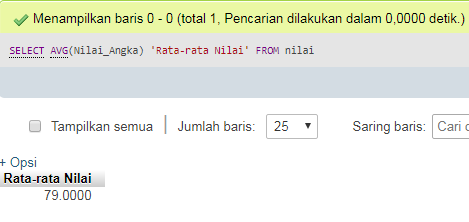 Menampilkan baris 0 - 0 (total 1, Pencarian dilakukan dalam 0,0000 detik.)
SELECT AVG(Nilai_Angka) 'Rata-rata Nilai' FROM nilai
Tampilkan semua | Jumlah baris: 25 Saring baris: Cari
+ Opsi
Rata-rata Nilai
79.0000